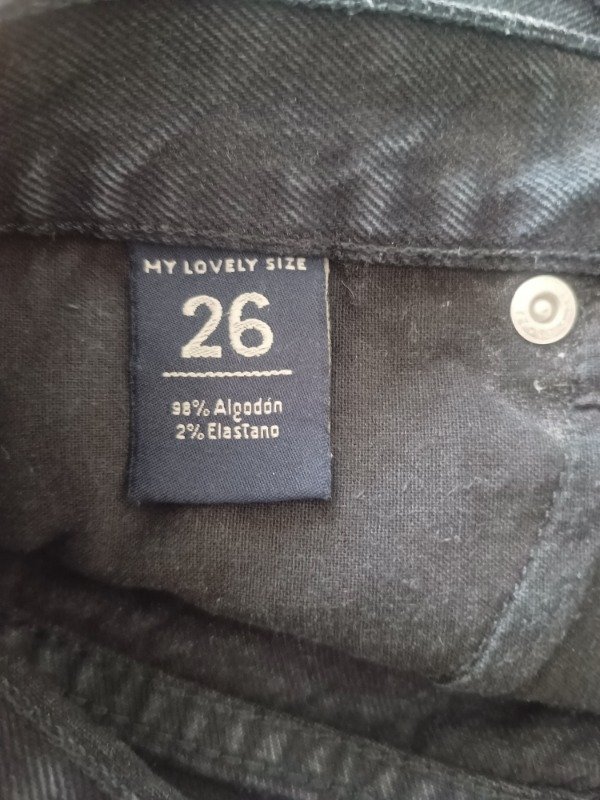 MY LOVELY SIZE
26
98% Algodón
2% Elastano